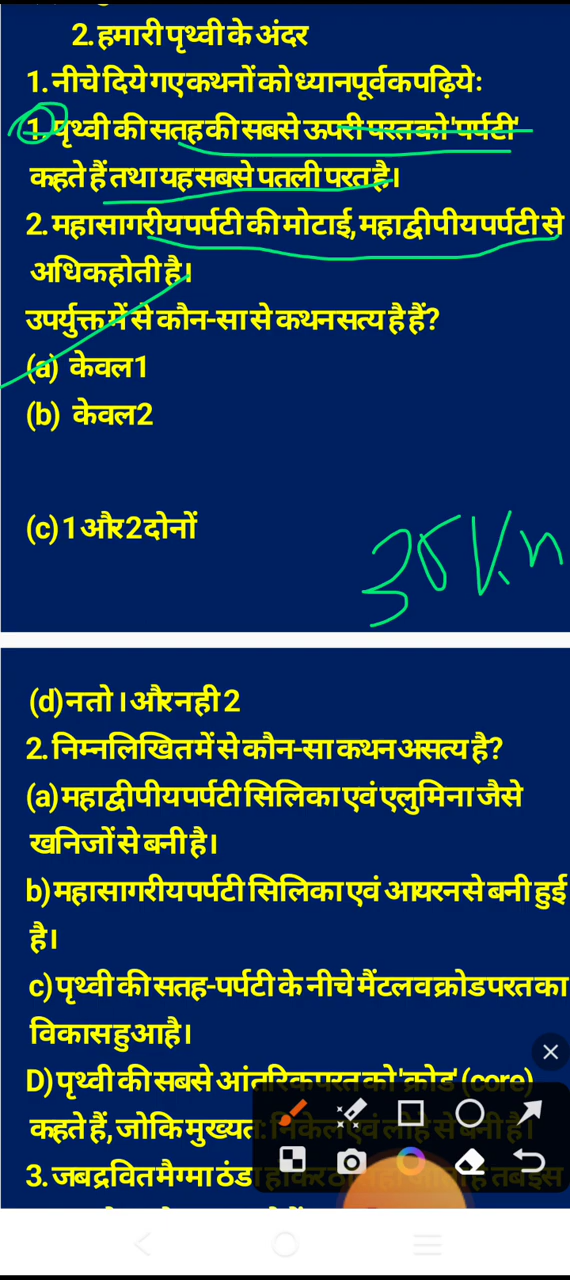 2. हमारी पृथ्वी के अंदर
1. नीचे दिये गए कथनों को ध्यानपूर्वक पढ़िये:
1. पृथ्वी की सतह की सबसे ऊपरी परत को 'पर्पटी'
कहते हैं तथा यह सबसे पतली परत है।
2. महासागरीय पर्पटी की मोटाई, महाद्वीपीय पर्पटी से
अधिक होती है।
उपर्युक्त में से कौन-सा से कथन सत्य है हैं?
(a) केवल 1
(b) केवल 2
(c) 1 और 2 दोनों
(d) न तो । और नही 2
2. निम्नलिखित में से कौन-सा कथन असत्य है?
(a) महाद्वीपीय पर्पटी सिलिका एवं एलुमिना जैसे
खनिजों से बनी है।
b) महासागरीय पर्पटी सिलिका एवं आयरन से बनी हुई
है।
c) पृथ्वी की सतह-पर्पटी के नीचे मैंटल व क्रोड परत का
विकास हुआ है।
D) पृथ्वी की सबसे आंतरिक परत को 'क्रोड' (core)
कहते हैं, जोकि मुख्यतः निकेल एवं लोहे से बनी है।
3. जब द्रवित मैग्मा ठंडा होकर ठोस हो जाता है तब इस